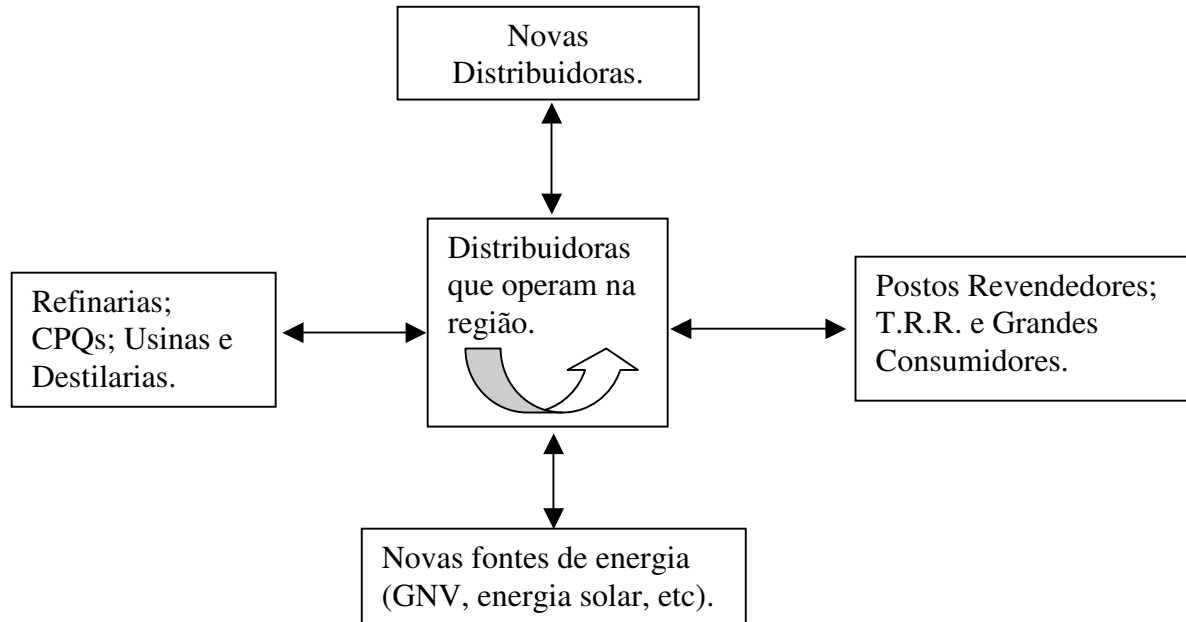 Novas
Distribuidoras.
Distribuidoras
que operam na
região.
Refinarias;
CPQs; Usinas e
Destilarias.
Postos Revendedores;
T.R.R. e Grandes
Consumidores.
Novas fontes de energia
(GNV, energia solar, etc).